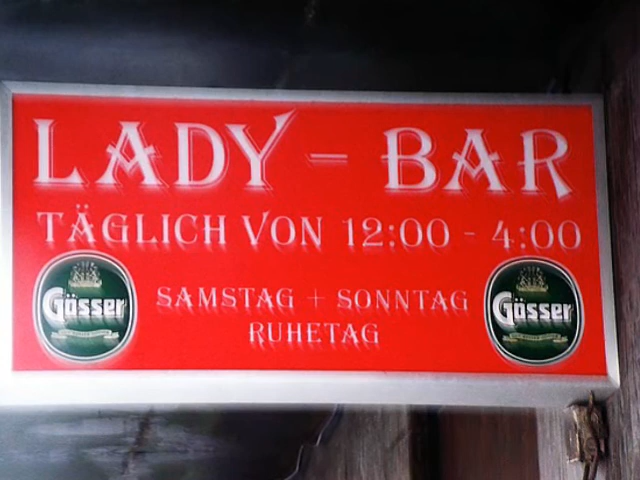 LADY - BAR
TÄGLICH VON 12:00 - 4:00
SAMSTAG + SONNTAG
RUHETAG
Gösser
Gösser